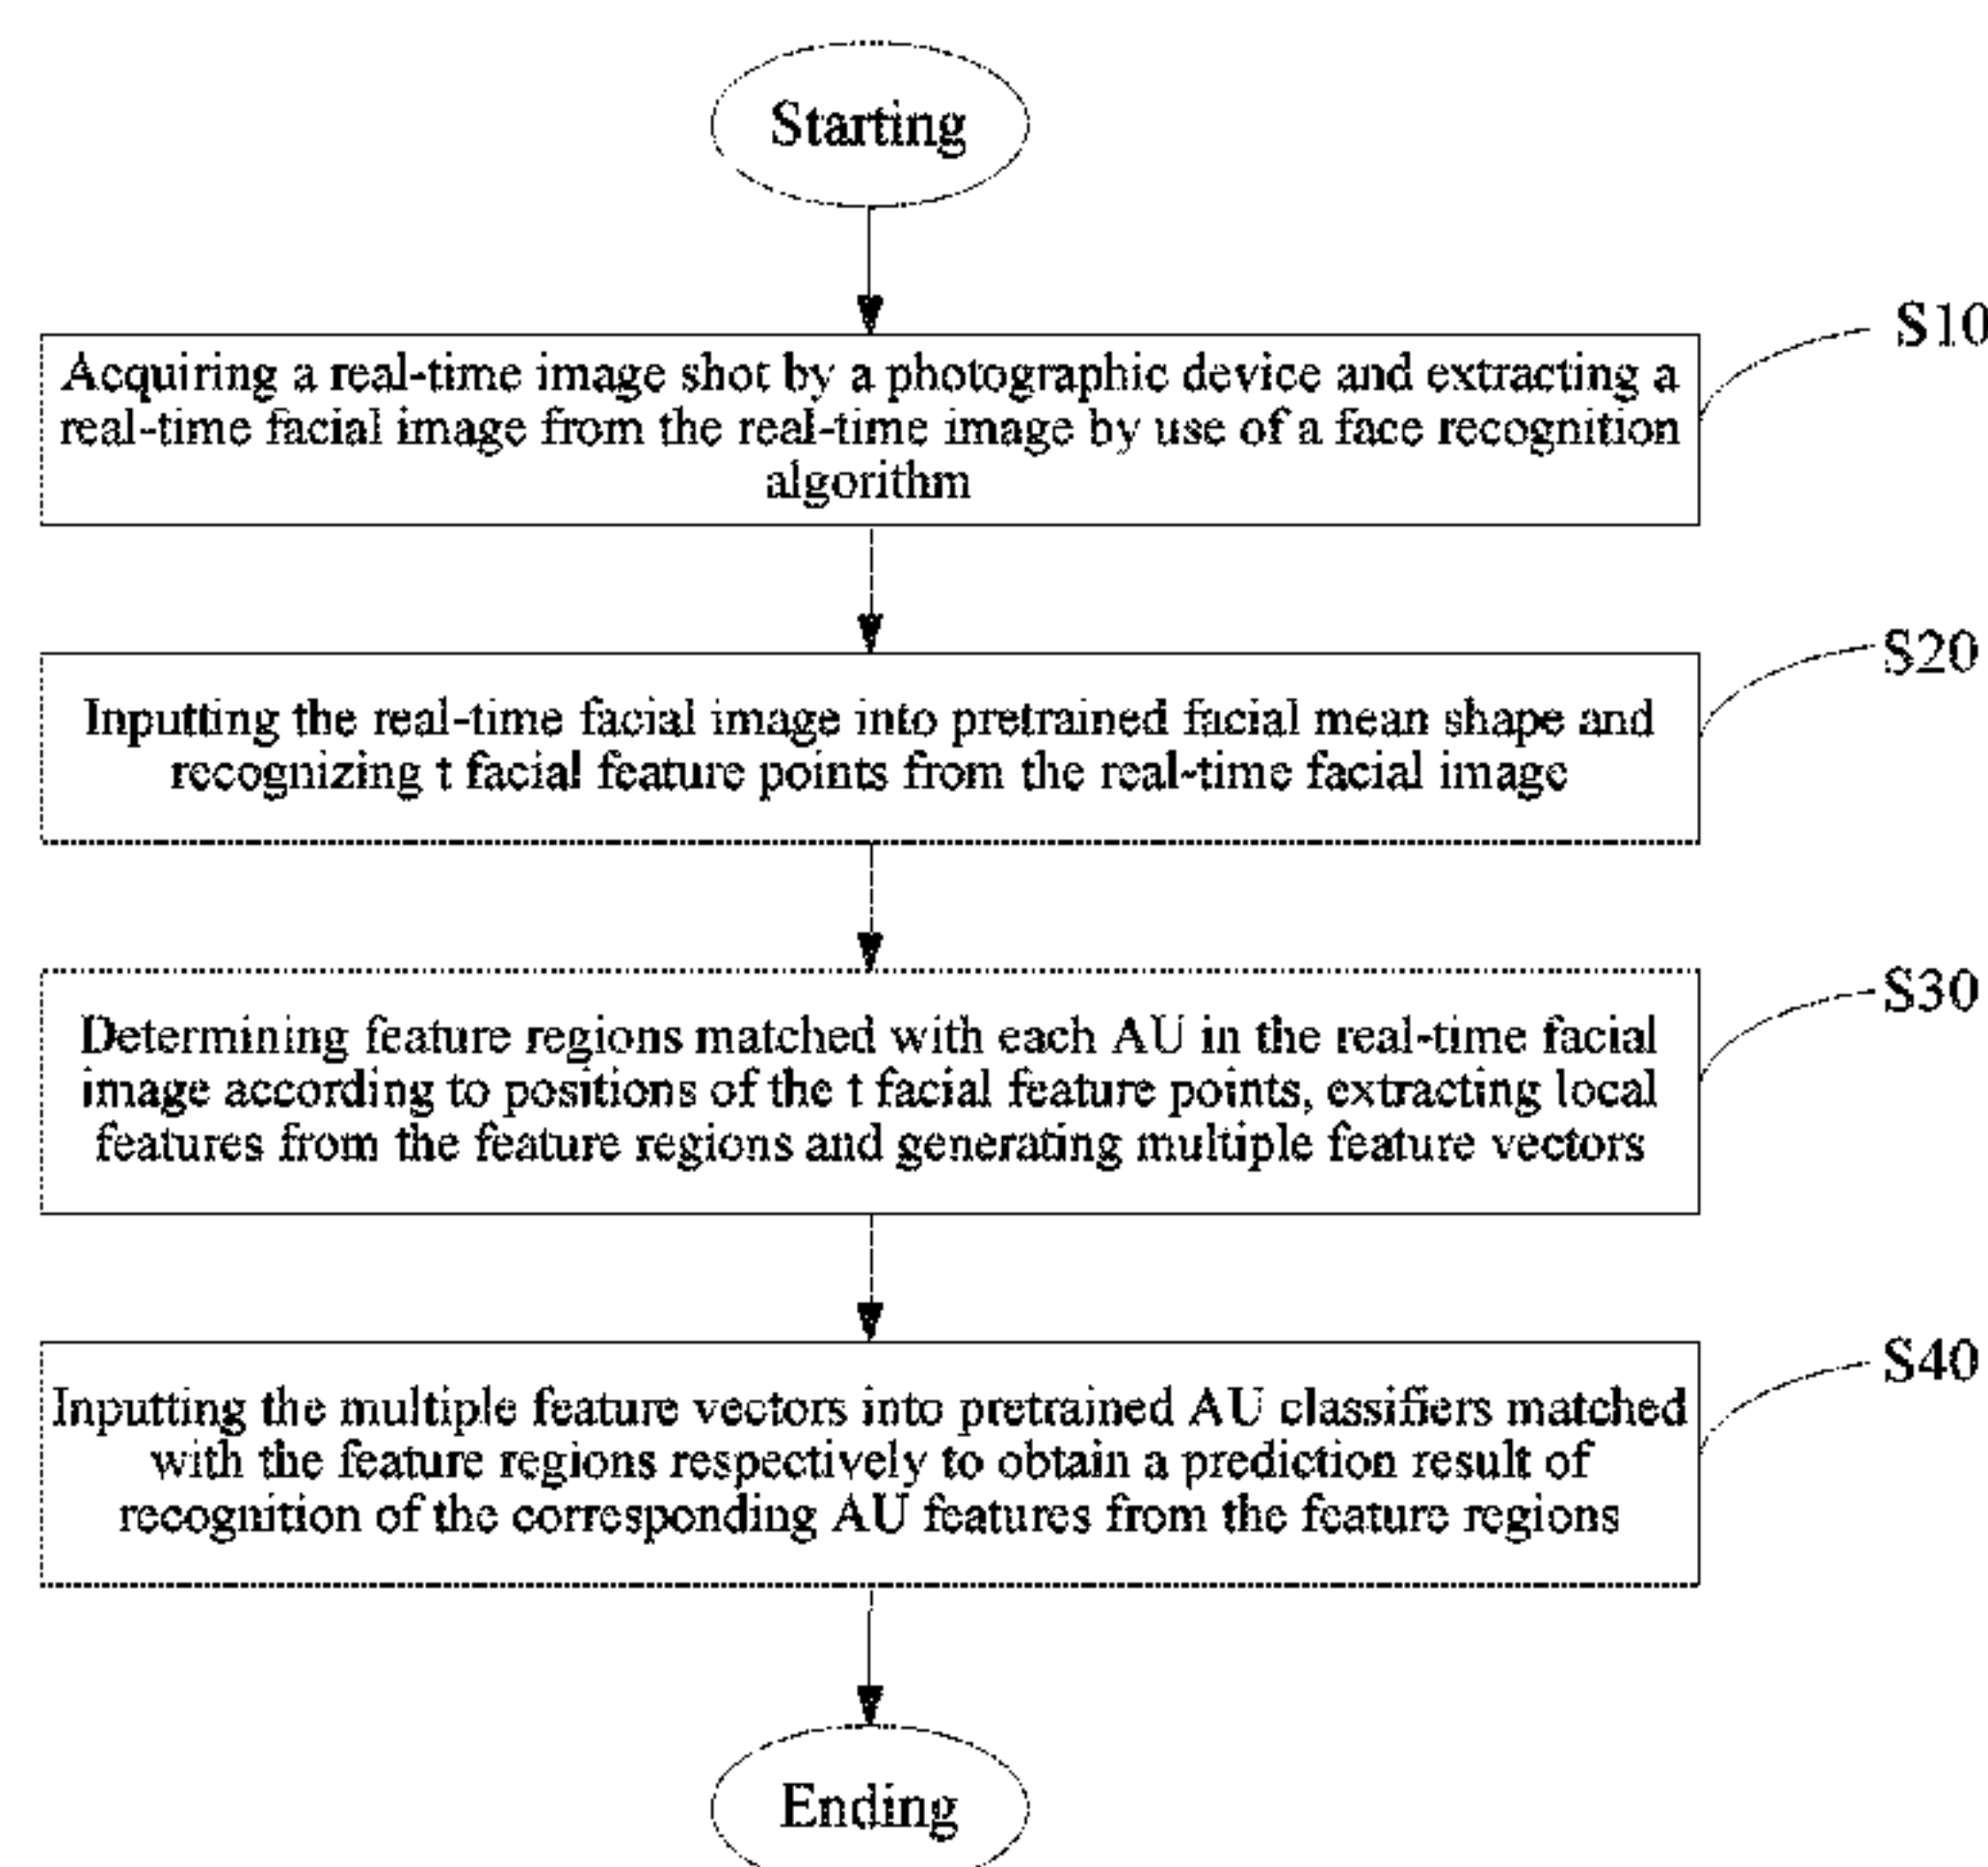 Starting
S10
Acquiring a real-time image shot by a photographic device and extracting a
real-time facial image from the real-time image by use of a face recognition
algorithm
S20
Inputting the real-time facial image into pretrained facial mean shape and
recognizing t facial feature points from the real-time facial image
S30
Determining feature regions matched with each AU in the real-time facial
image according to positions of the t facial feature points, extracting local
features from the feature regions and generating multiple feature vectors
S40
Inputting the multiple feature vectors into pretrained AU classifiers matched
with the feature regions respectively to obtain a prediction result of
recognition of the corresponding AU features from the feature regions
Ending